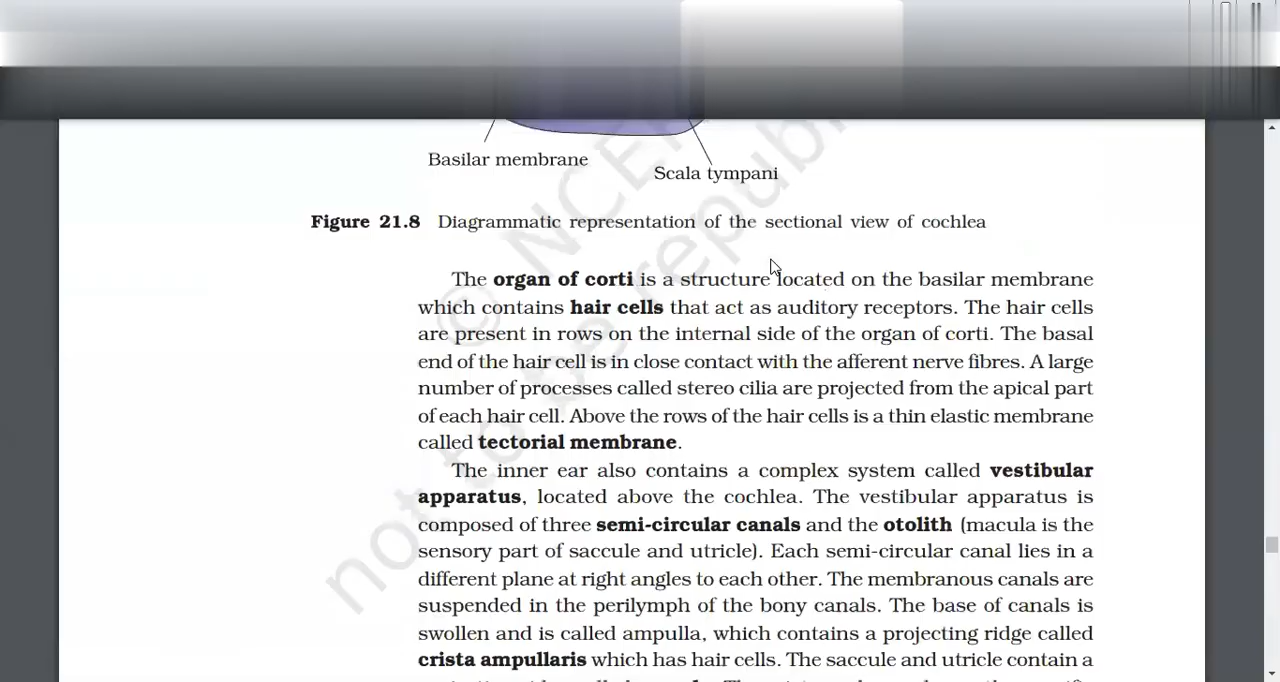 Basilar membrane
Scala tympani
Figure 21.8 Diagrammatic representation of the sectional view of cochlea
The organ of corti is a structure located on the basilar membrane
which contains hair cells that act as auditory receptors. The hair cells
are present in rows on the internal side of the organ of corti. The basal
end of the hair cell is in close contact with the afferent nerve fibres. A large
number of processes called stereo cilia are projected from the apical part
of each hair cell. Above the rows of the hair cells is a thin elastic membrane
called tectorial membrane.
The inner ear also contains a complex system called vestibular
apparatus, located above the cochlea. The vestibular apparatus is
composed of three semi-circular canals and the otolith (macula is the
sensory part of saccule and utricle). Each semi-circular canal lies in a
different plane at right angles to each other. The membranous canals are
suspended in the perilymph of the bony canals. The base of canals is
swollen and is called ampulla, which contains a projecting ridge called
crista ampullaris which has hair cells. The saccule and utricle contain a
© NCE
not to be repub